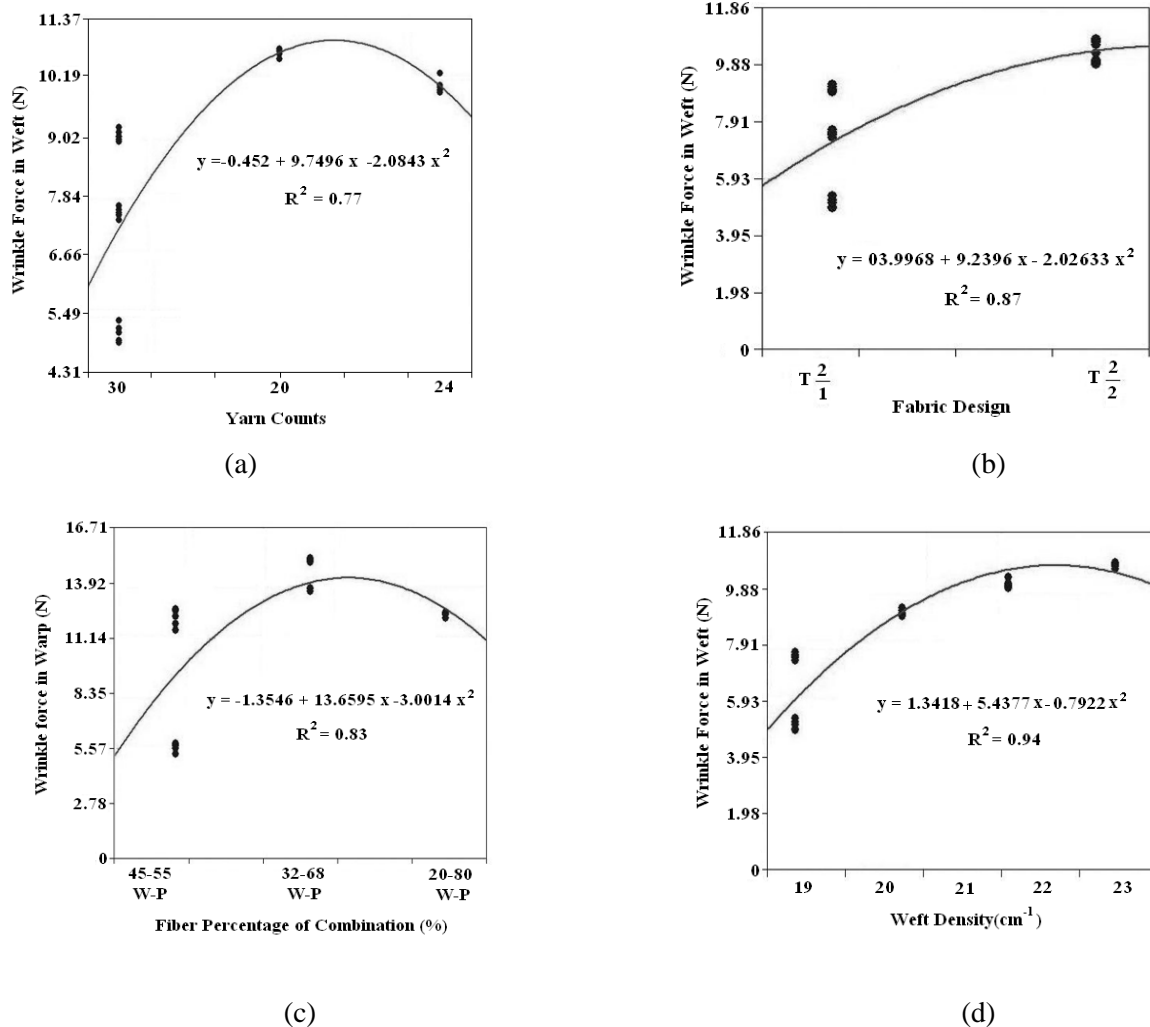 11.37
10.19
9.02
7.84
6.66
5.49
4.31
Wrinkle Force in Weft (N)
y =-0.452 + 9.7496 x -2.0843 x²
R² = 0.77
30 20 24
Yarn Counts
(a)
11.86
9.88
7.91
5.93
3.95
1.98
0
Wrinkle Force in Weft (N)
y = 03.9968 + 9.2396 x - 2.02633 x²
R² = 0.87
T 2/1 T 2/2
Fabric Design
(b)
16.71
13.92
11.14
8.35
5.57
2.78
0
Wrinkle force in Warp (N)
y = -1.3546 + 13.6595 x -3.0014 x²
R² = 0.83
45-55 32-68 20-80
W-P W-P W-P
Fiber Percentage of Combination (%)
(c)
11.86
9.88
7.91
5.93
3.95
1.98
0
Wrinkle Force in Weft (N)
y = 1.3418 + 5.4377 x - 0.7922 x²
R² = 0.94
19 20 21 22 23
Weft Density(cm⁻¹)
(d)